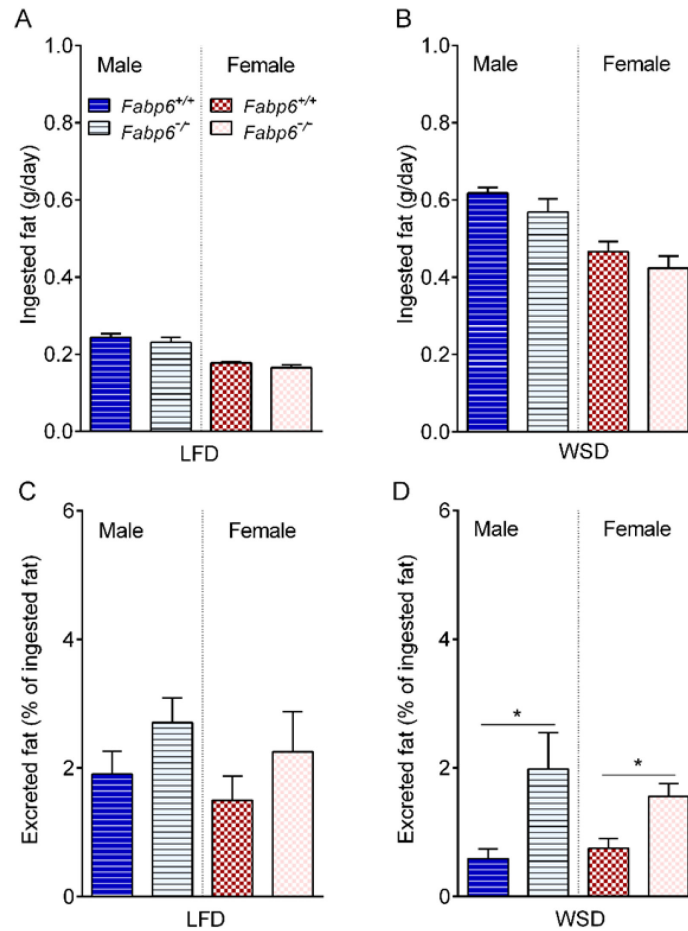 A
Ingested fat (g/day)
1.0
0.8
0.6
0.4
0.2
0.0
Male Female
Fabp6+/+ Fabp6+/+
Fabp6-/- Fabp6-/-
LFD
B
Ingested fat (g/day)
1.0
0.8
0.6
0.4
0.2
0.0
Male Female
WSD
C
Excreted fat (% of ingested fat)
6
4
2
0
Male Female
LFD
D
Excreted fat (% of ingested fat)
6
4
2
0
Male Female
*
*
WSD